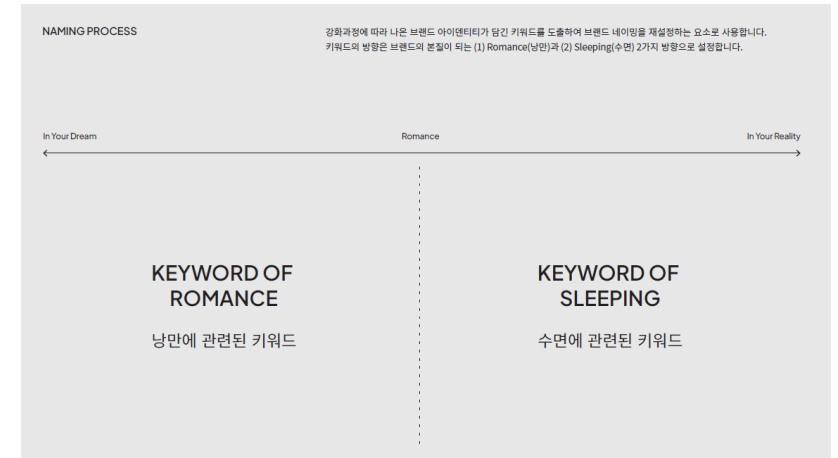 NAMING PROCESS
강화과정에 따라 나온 브랜드 아이덴티티가 담긴 키워드를 도출하여 브랜드 네이밍을 재설정하는 요소로 사용합니다.
키워드의 방향은 브랜드의 본질이 되는 (1) Romance(낭만)과 (2) Sleeping(수면) 2가지 방향으로 설정합니다.
In Your Dream
Romance
In Your Reality
KEYWORD OF
ROMANCE
낭만에 관련된 키워드
KEYWORD OF
SLEEPING
수면에 관련된 키워드